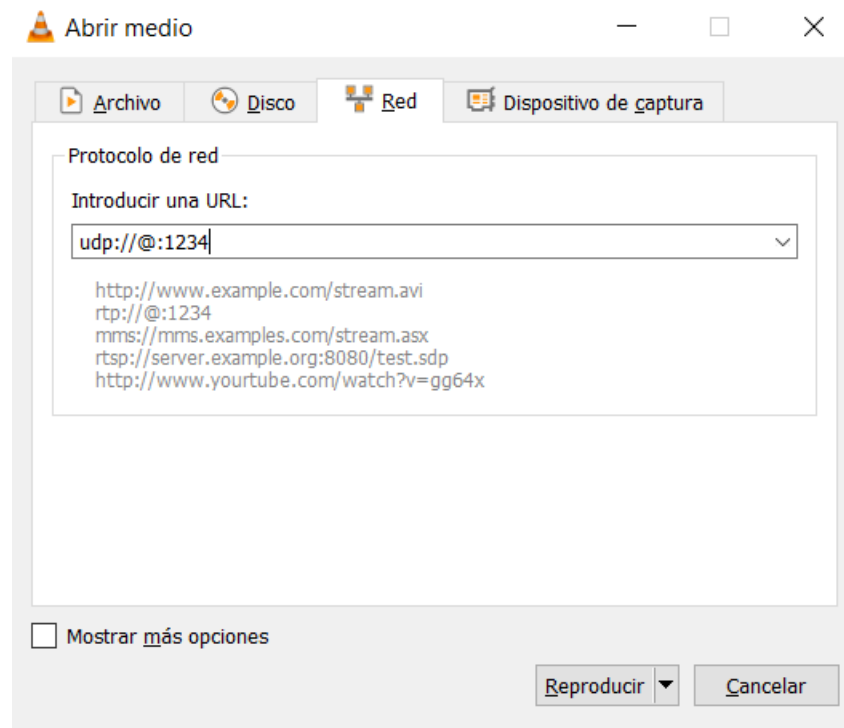 Abrir medio
Archivo Disco Red Dispositivo de captura
Protocolo de red
Introducir una URL:
udp://@:1234
http://www.example.com/stream.avi
rtp://@:1234
mms://mms.examples.com/stream.asx
rtsp://server.example.org:8080/test.sdp
http://www.yourtube.com/watch?v=gg64x
Mostrar más opciones
Reproducir Cancelar